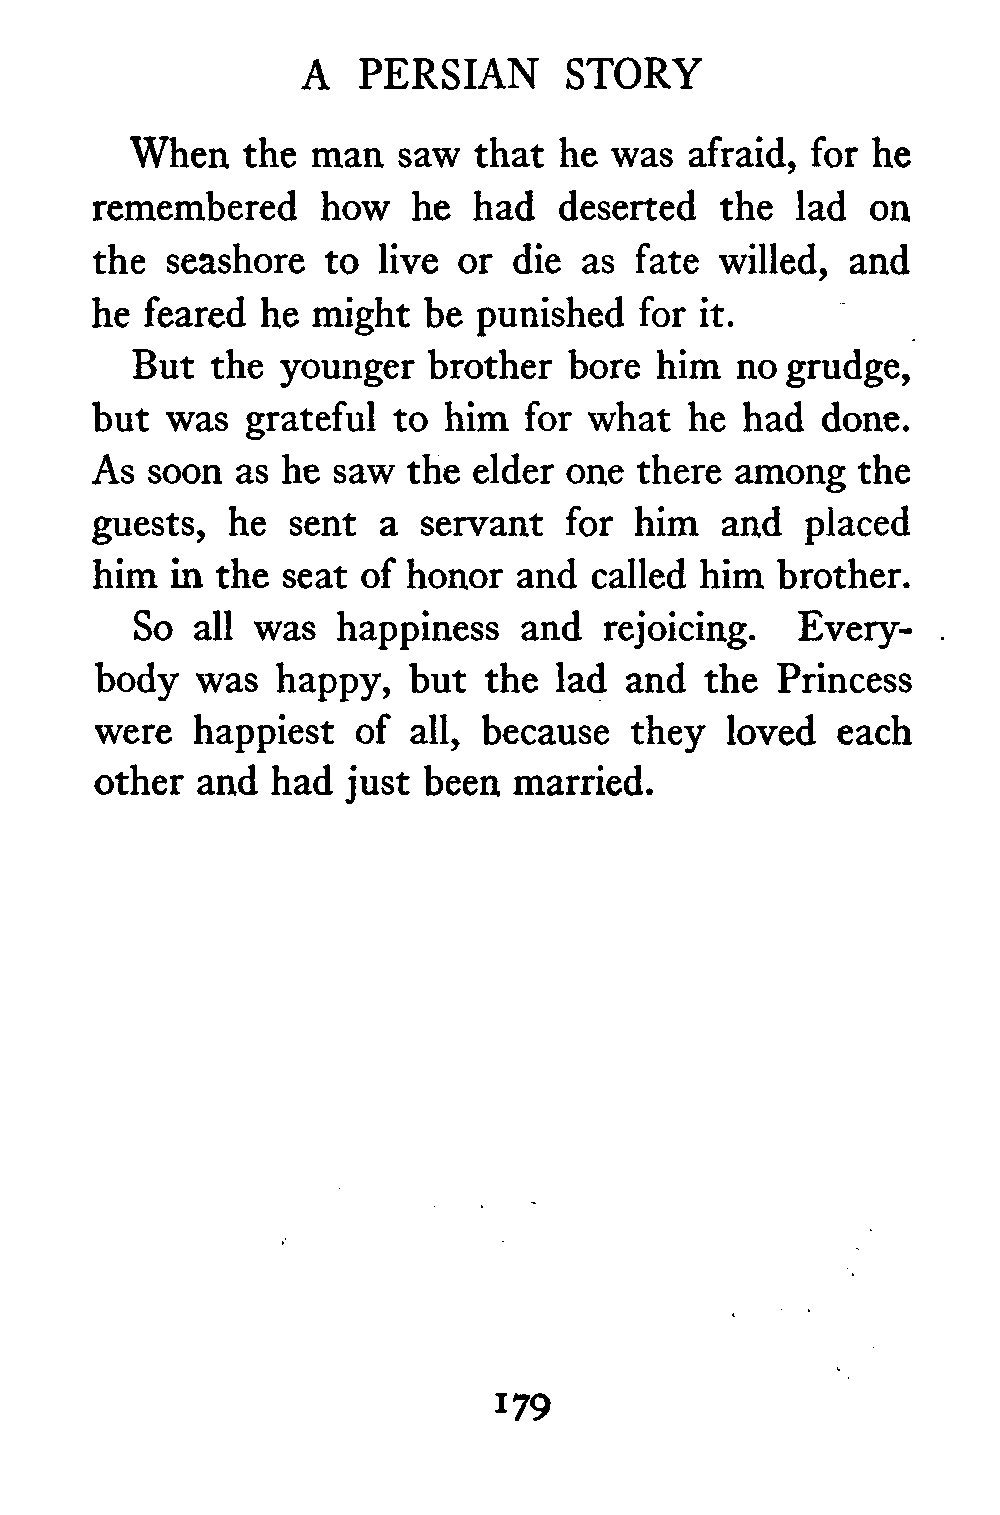 A PERSIAN STORY
When the man saw that he was afraid, for he
remembered how he had deserted the lad on
the seashore to live or die as fate willed, and
he feared he might be punished for it.
But the younger brother bore him no grudge,
but was grateful to him for what he had done.
As soon as he saw the elder one there among the
guests, he sent a servant for him and placed
him in the seat of honor and called him brother.
So all was happiness and rejoicing. Every-
body was happy, but the lad and the Princess
were happiest of all, because they loved each
other and had just been married.
179